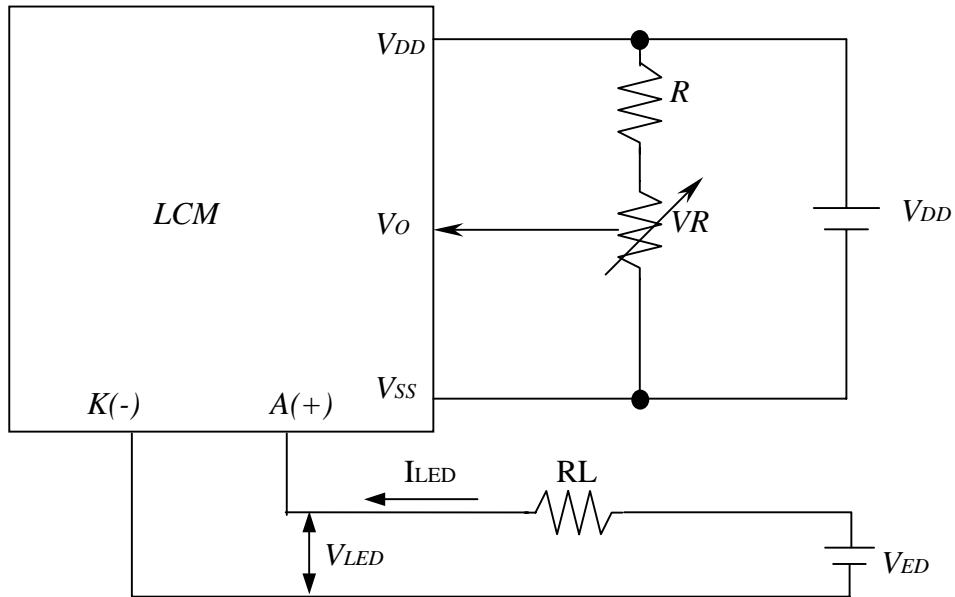 VDD
R
LCM
VO
VR
VDD
VSS
K(-)
A(+)
ILED
RL
VLED
VED